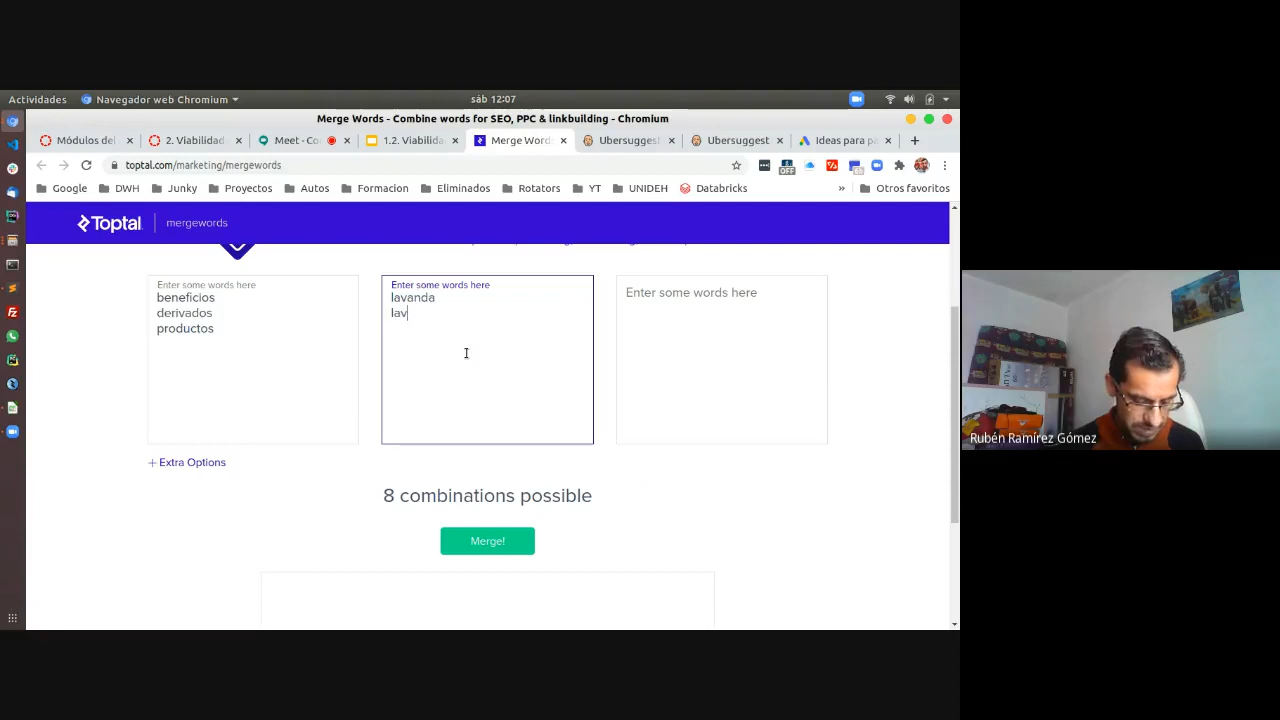 Actividades
Navegador web Chromium
sáb 12:07
Merge Words - Combine words for SEO, PPC & linkbuilding - Chromium
Módulos del
2. Viabilidad
Meet - Co
1.2. Viabilida
Merge Word
Ubersuggest
Ubersuggest
Ideas para pa
toptal.com/marketing/mergewords
OFF
Google
DWH
Junky
Proyectos
Autos
Formacion
Eliminados
Rotators
YT
UNIDEH
Databricks
»
Otros favoritos
Toptal
mergewords
Enter some words here
beneficios
derivados
productos
Enter some words here
lavanda
lav
Enter some words here
+ Extra Options
8 combinations possible
Merge!
Rubén Ramírez Gómez